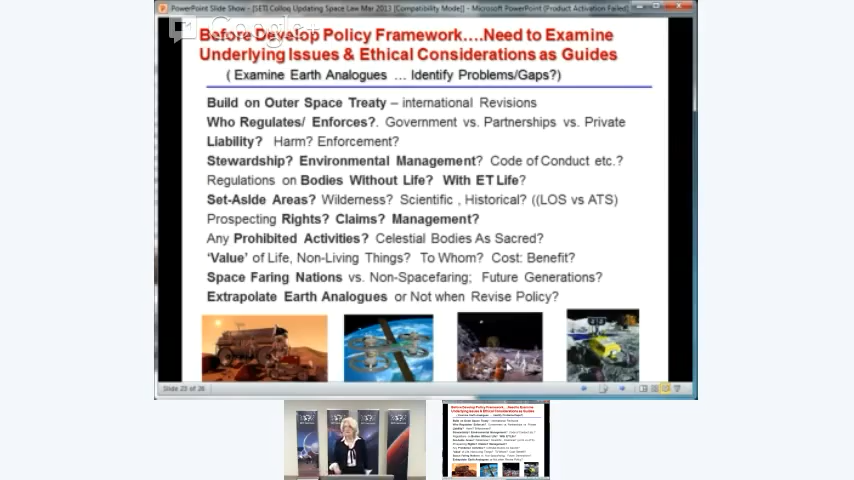 PowerPoint Slide Show - [SETI Colloq Updating Space Law Mar 2013 [Compatibility Mode]] - Microsoft PowerPoint (Product Activation Failed)
Google+
Before Develop Policy Framework….Need to Examine
Underlying Issues & Ethical Considerations as Guides
( Examine Earth Analogues … Identify Problems/Gaps?)
Build on Outer Space Treaty – international Revisions
Who Regulates/ Enforces?. Government vs. Partnerships vs. Private
Liability? Harm? Enforcement?
Stewardship? Environmental Management? Code of Conduct etc.?
Regulations on Bodies Without Life? With ET Life?
Set-Aside Areas? Wilderness? Scientific , Historical? ((LOS vs ATS)
Prospecting Rights? Claims? Management?
Any Prohibited Activities? Celestial Bodies As Sacred?
‘Value’ of Life, Non-Living Things? To Whom? Cost: Benefit?
Space Faring Nations vs. Non-Spacefaring; Future Generations?
Extrapolate Earth Analogues or Not when Revise Policy?
Slide 23 of 26